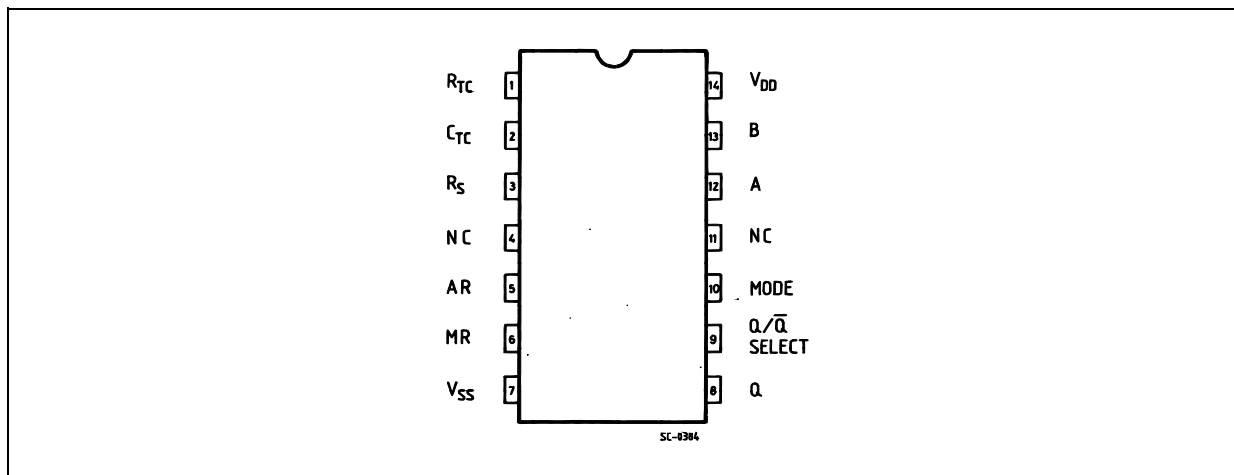 R_TC 1 14 V_DD
C_TC 2 13 B
R_S 3 12 A
NC 4 11 NC
AR 5 10 MODE
MR 6 9 Q/Q̅
SELECT
V_SS 7 8 Q
SC-0384